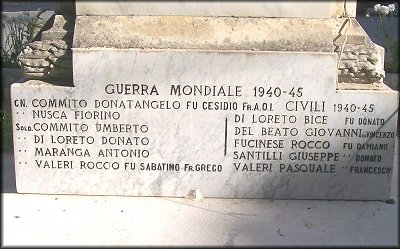 GUERRA MONDIALE 1940-45
CN. COMMITO DONATANGELO FU CESIDIO FR.A.O.I.
" NUSCA FIORINO
SOLD. COMMITO UMBERTO
" DI LORETO DONATO
" MARANGA ANTONIO
" VALERI ROCCO FU SABATINO FR.GRECO
CIVILI 1940-45
DI LORETO BICE FU DONATO
DEL BEATO GIOVANNI " VINCENZO
FUCINESE ROCCO FU DAMIANO
SANTILLI GIUSEPPE " DONATO
VALERI PASQUALE " FRANCESCO